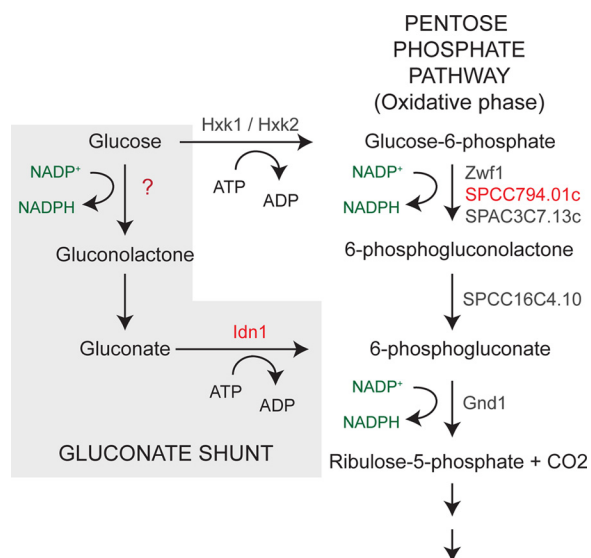 PENTOSE
PHOSPHATE
PATHWAY
(Oxidative phase)
Hxk1 / Hxk2
Glucose
Glucose-6-phosphate
NADP+
?
NADPH
ATP
ADP
NADP+
NADPH
Zwf1
SPCC794.01c
SPAC3C7.13c
Gluconolactone
6-phosphogluconolactone
SPCC16C4.10
Idn1
Gluconate
6-phosphogluconate
ATP
ADP
NADP+
NADPH
Gnd1
GLUCONATE SHUNT
Ribulose-5-phosphate + CO2